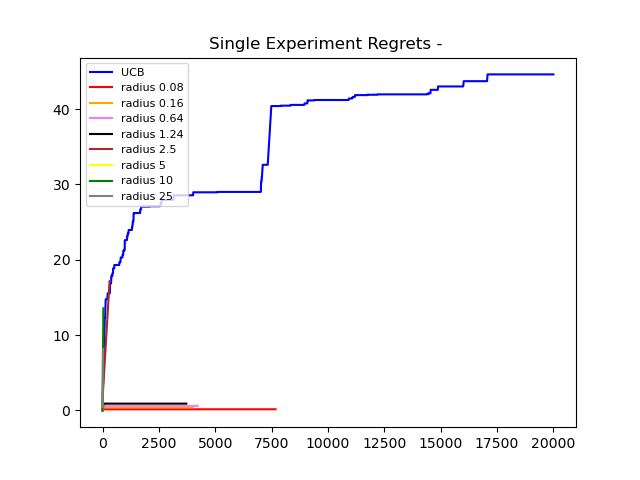 Single Experiment Regrets -
UCB
radius 0.08
radius 0.16
radius 0.64
radius 1.24
radius 2.5
radius 5
radius 10
radius 25
40
30
20
10
0
0 2500 5000 7500 10000 12500 15000 17500 20000